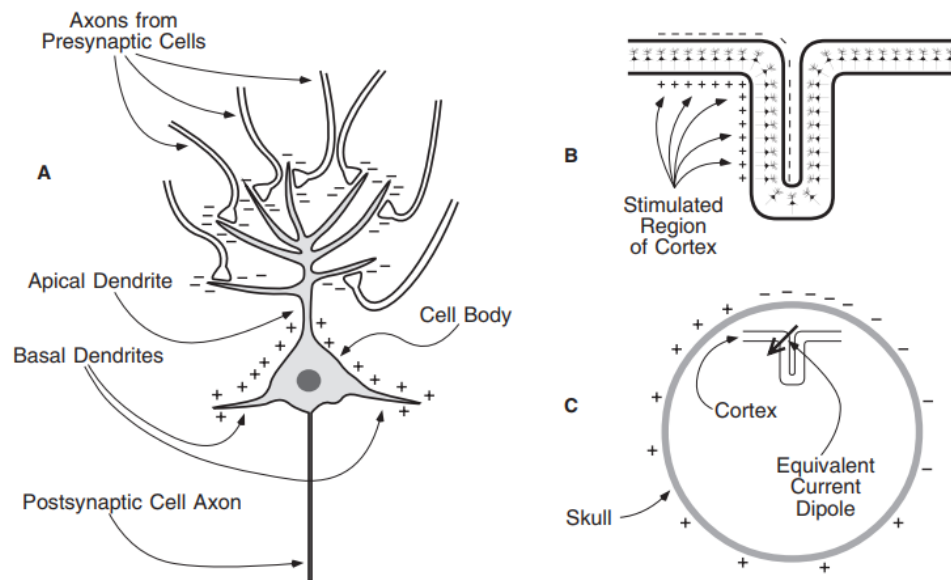 Axons from
Presynaptic Cells
A
Apical Dendrite
Cell Body
Basal Dendrites
Postsynaptic Cell Axon
B
Stimulated
Region
of Cortex
C
Cortex
Equivalent
Current
Dipole
Skull